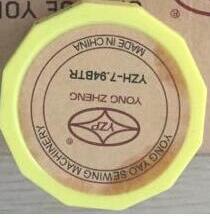 YONG YAO SEWING MACHINERY
YZP
®
YONG ZHENG
YZH-7.94BTR
MADE IN CHINA